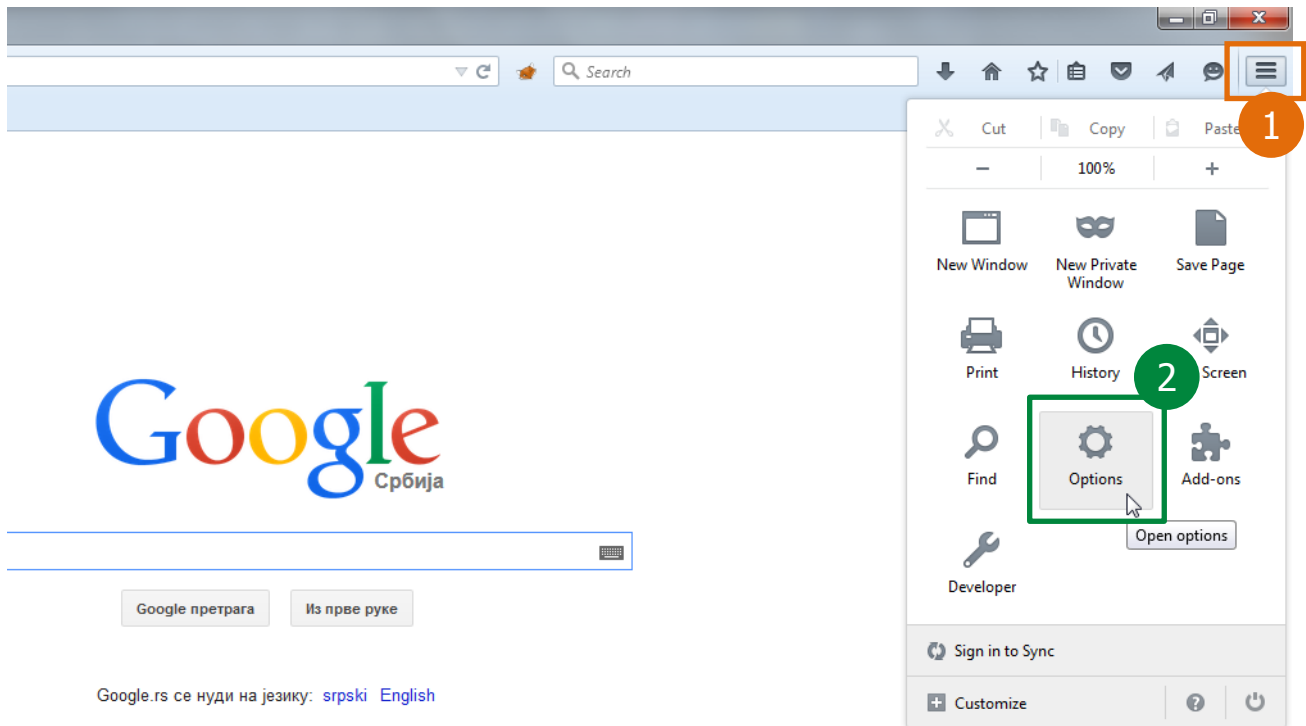 Search
1
Cut Copy Paste
− 100% +
New Window New Private Window Save Page
Print History 2 Screen
Google
Србија
Find Options Add-ons
Open options
Developer
Google претрага Из прве руке
Sign in to Sync
Google.rs се нуди на језику: srpski English
Customize